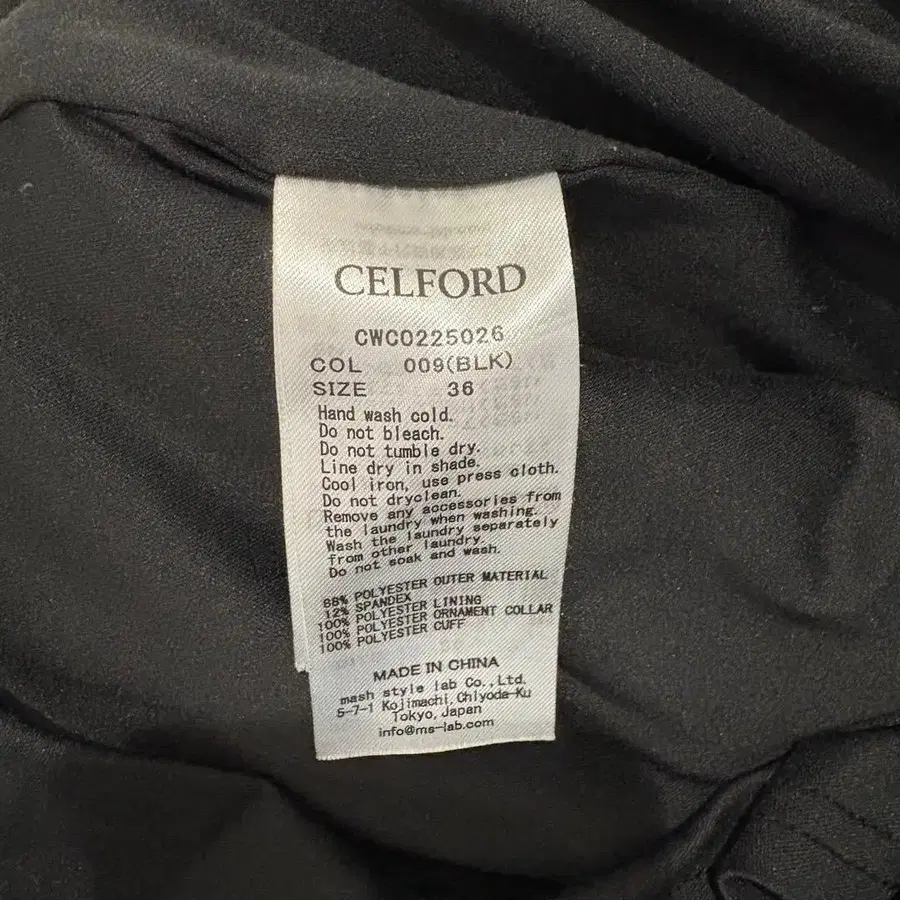 CELFORD
CWCO225026
COL 009(BLK)
SIZE 36
Hand wash cold.
Do not bleach.
Do not tumble dry.
Line dry in shade.
Cool iron, use press cloth.
Do not dryclean.
Remove any accessories from
the laundry when washing.
Wash the laundry separately
from other laundry.
Do not soak and wash.
88% POLYESTER OUTER MATERIAL
12% SPANDEX
100% POLYESTER LINING
100% POLYESTER ORNAMENT COLLAR
100% POLYESTER CUFF
MADE IN CHINA
mash style lab Co.,Ltd.
5-7-1 Kojimachi,Chiyoda-Ku
Tokyo,Japan
info@ms-lab.com